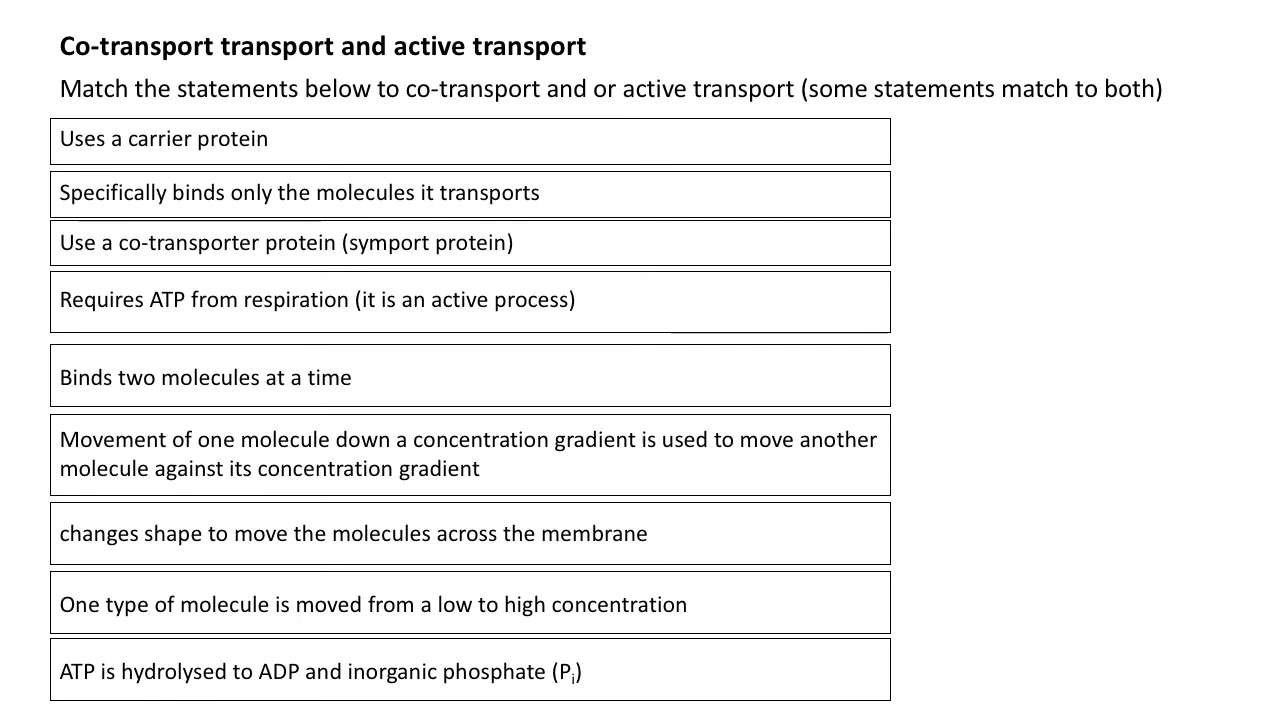 Co-transport transport and active transport
Match the statements below to co-transport and or active transport (some statements match to both)
Uses a carrier protein
Specifically binds only the molecules it transports
Use a co-transporter protein (symport protein)
Requires ATP from respiration (it is an active process)
Binds two molecules at a time
Movement of one molecule down a concentration gradient is used to move another
molecule against its concentration gradient
changes shape to move the molecules across the membrane
One type of molecule is moved from a low to high concentration
ATP is hydrolysed to ADP and inorganic phosphate (Pi)